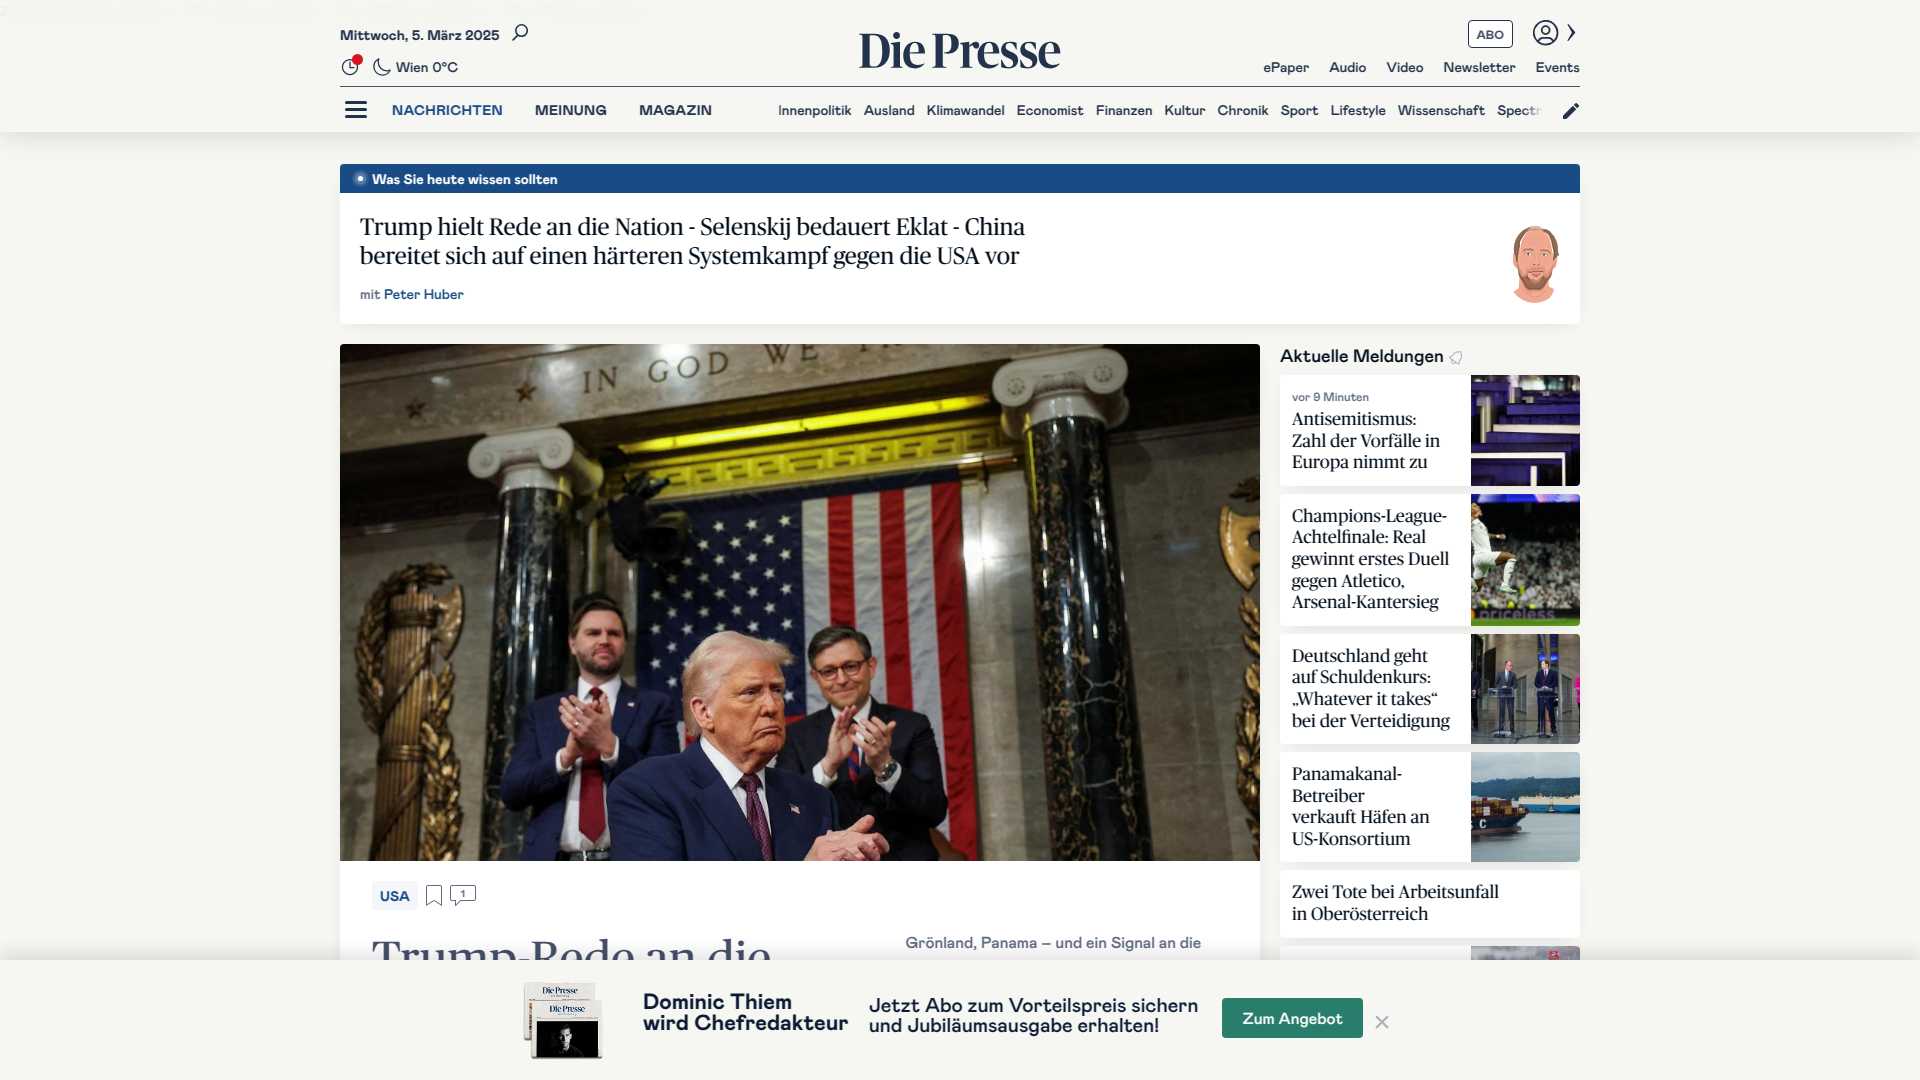 Mittwoch, 5. März 2025
Die Presse
ABO
Wien 0°C
ePaper Audio Video Newsletter Events
NACHRICHTEN MEINUNG MAGAZIN
Innenpolitik Ausland Klimawandel Economist Finanzen Kultur Chronik Sport Lifestyle Wissenschaft Spectr
Was Sie heute wissen sollten
Trump hielt Rede an die Nation - Selenskij bedauert Eklat - China
bereitet sich auf einen härteren Systemkampf gegen die USA vor
mit Peter Huber
IN GOD WE
USA
1
Trump-Rede an die
Grönland, Panama – und ein Signal an die
Aktuelle Meldungen
vor 9 Minuten
Antisemitismus:
Zahl der Vorfälle in
Europa nimmt zu
Champions-League-
Achtelfinale: Real
gewinnt erstes Duell
gegen Atletico,
Arsenal-Kantersieg
priceless
Deutschland geht
auf Schuldenkurs:
„Whatever it takes“
bei der Verteidigung
Panamakanal-
Betreiber
verkauft Häfen an
US-Konsortium
C
Zwei Tote bei Arbeitsunfall
in Oberösterreich
Die Presse
Die Presse
Dominic Thiem
wird Chefredakteur
Jetzt Abo zum Vorteilspreis sichern
und Jubiläumsausgabe erhalten!
Zum Angebot